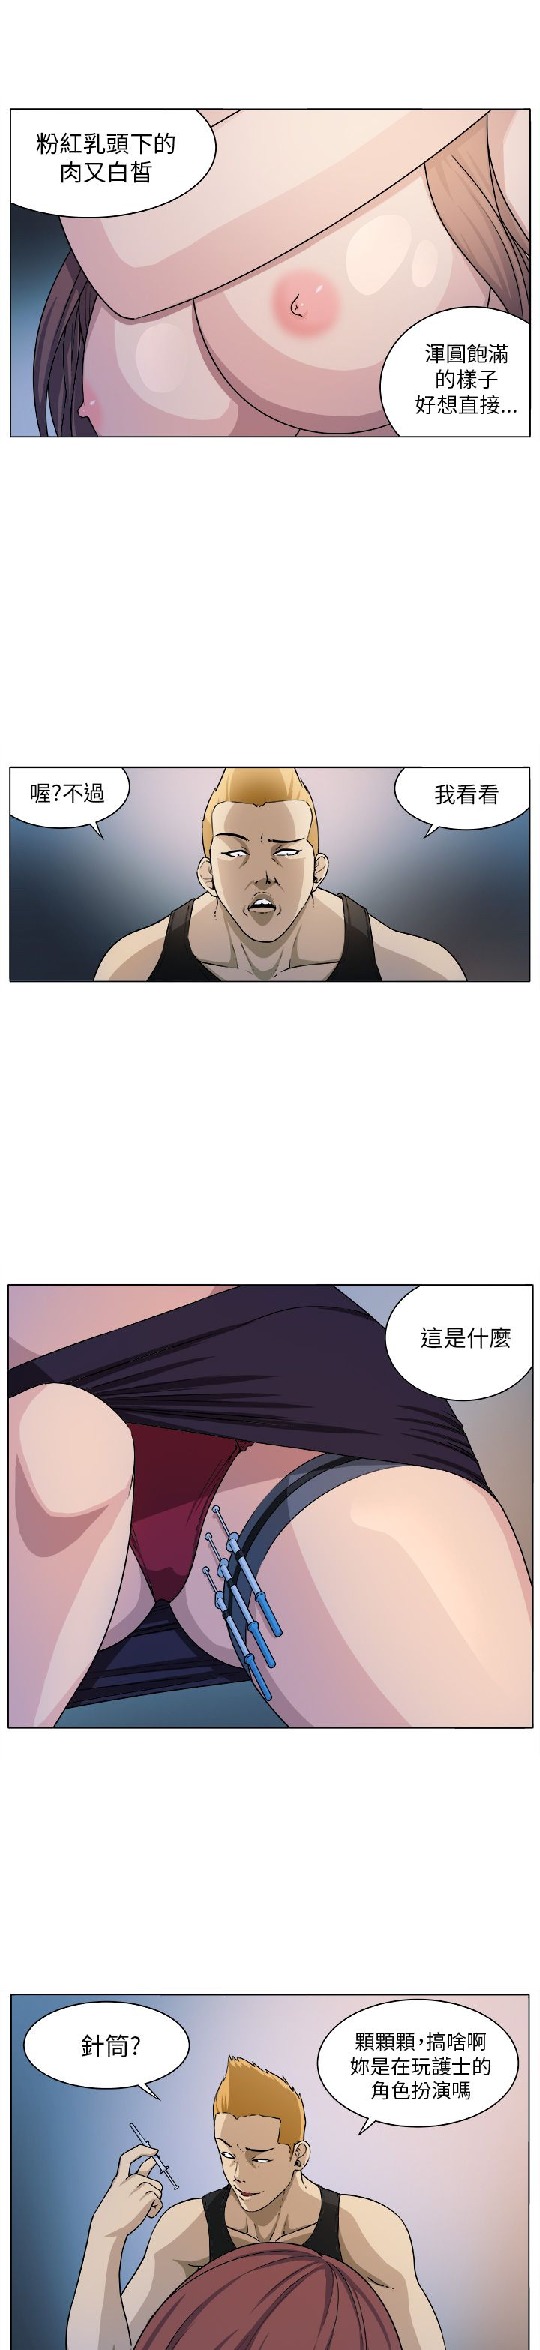 粉紅乳頭下的
肉又白皙
渾圓飽滿
的樣子
好想直接...
喔?不過
我看看
這是什麼
針筒?
顆顆顆,搞啥啊
妳是在玩護士的
角色扮演嗎